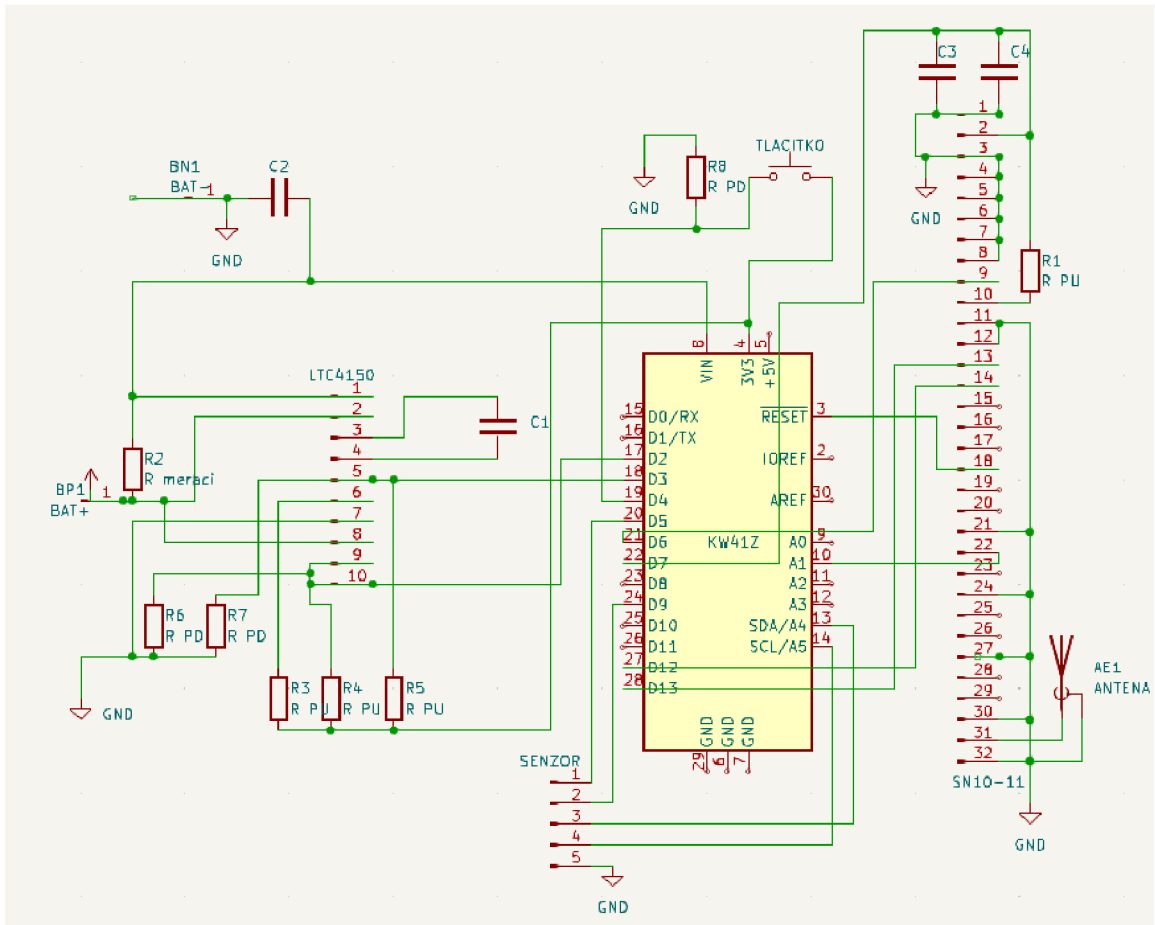 C3
C4
1
2
3
4
5
6
7
8
9
10
11
12
13
14
15
16
17
18
19
20
21
22
23
24
25
26
27
28
29
30
31
32
SN10-11
GND
R1
R PU
TLACITKO
R8
R PD
GND
BN1
BAT-
1
C2
GND
LTC4150
1
2
3
4
5
6
7
8
9
10
C1
R2
R meraci
BP1
BAT+
1
R6
R PD
R7
R PD
GND
R3
R PU
R4
R PU
R5
R PU
8
4
5
VIN
3V3
+5V
15 D0/RX
16 D1/TX
17 D2
18 D3
19 D4
20 D5
21 D6
22 D7
23 D8
24 D9
25 D10
26 D11
27 D12
28 D13
KW41Z
RESET 3
IOREF 2
AREF 30
A0 9
A1 10
A2 11
A3 12
SDA/A4 13
SCL/A5 14
GND
GND
GND
29
6
7
SENZOR
1
2
3
4
5
GND
AE1
ANTENA
GND